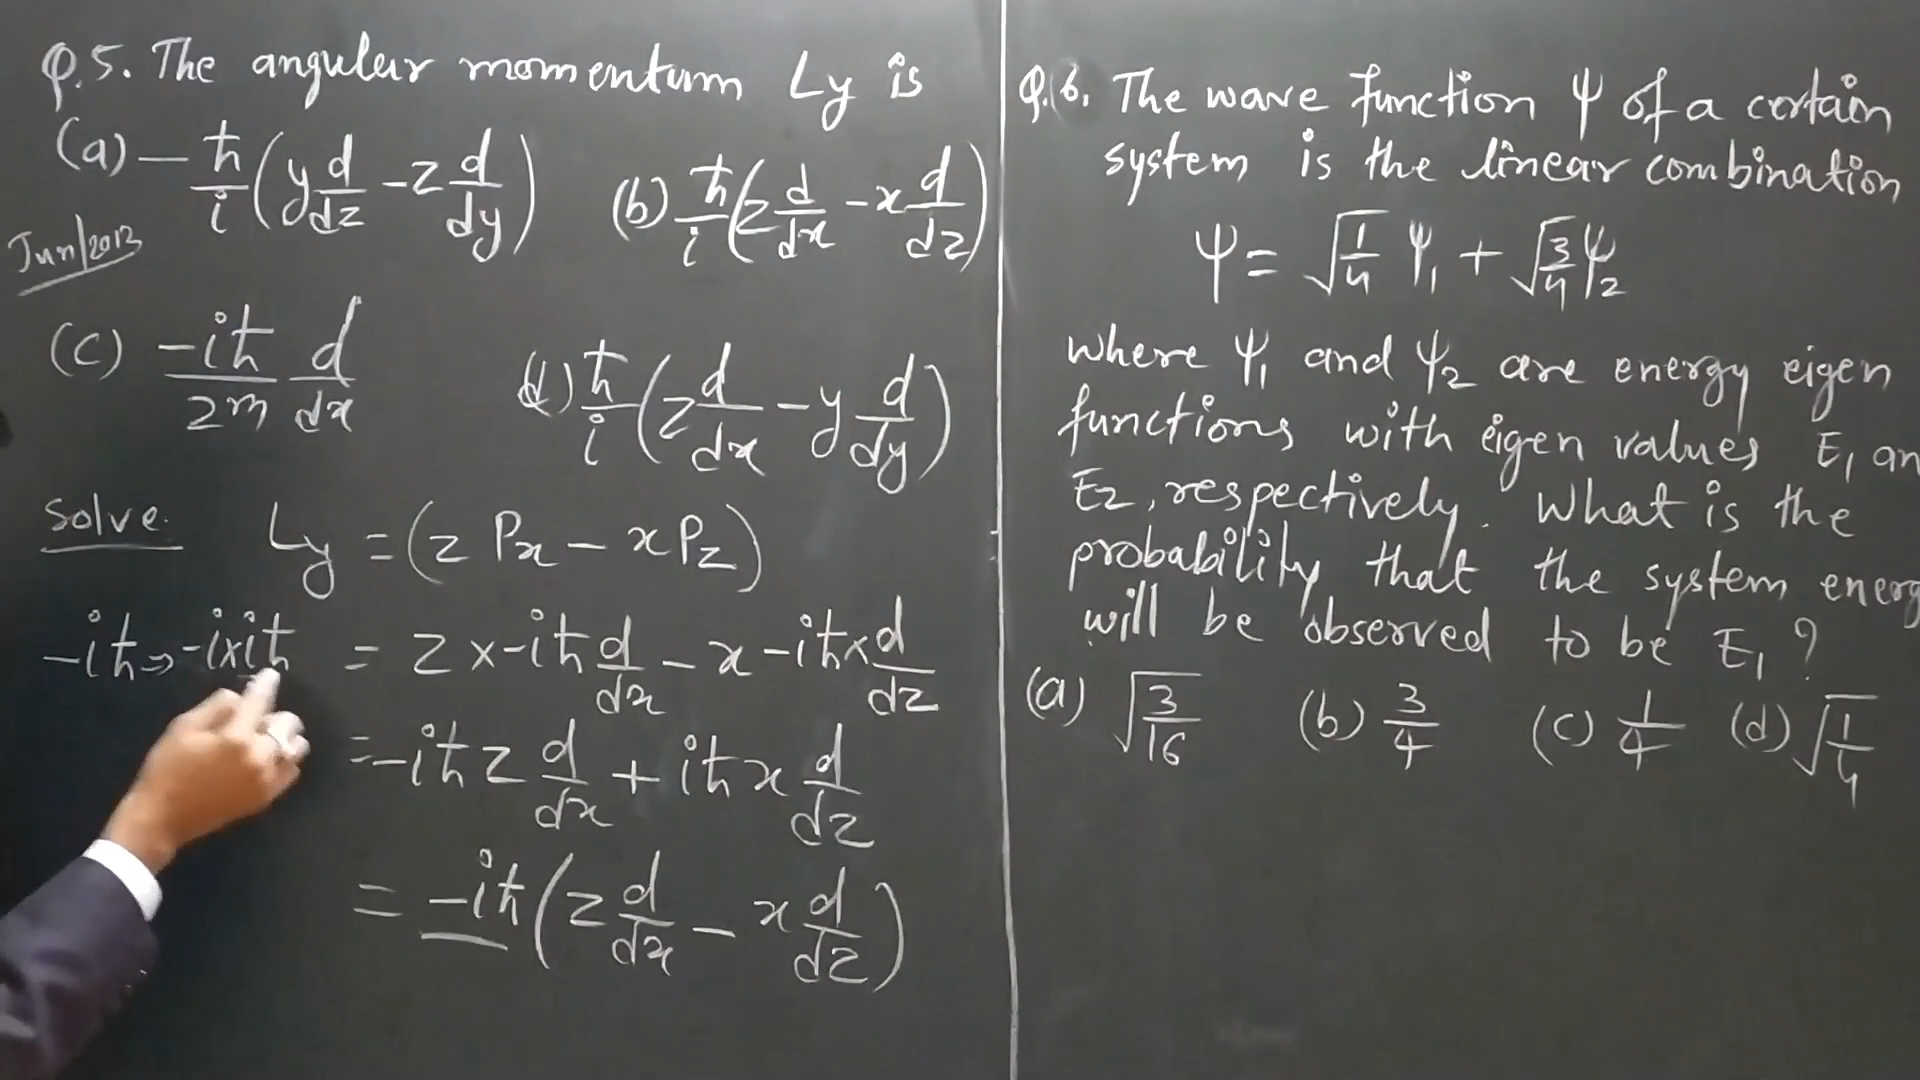 Q.5. The angular momentum Ly is
(a) -ħ/i (y d/dz - z d/dy) (b) ħ/i (z d/dx - x d/dz)
Jun/2013
(c) -iħ/2m d/dx (d) ħ/i (z d/dx - y d/dy)
Solve. Ly = (z Px - x Pz)
-iħ ⇒ -i×iħ = z × -iħ d/dx - x -iħ × d/dz
= -iħ z d/dx + iħ x d/dz
= -iħ (z d/dx - x d/dz)
Q.6. The wave function ψ of a certain
system is the linear combination
ψ = √1/4 ψ1 + √3/4 ψ2
where ψ1 and ψ2 are energy eigen
functions with eigen values E1 an
E2, respectively. What is the
probability that the system energ
will be observed to be E1 ?
(a) √3/16 (b) 3/4 (c) 1/4 (d) √1/4